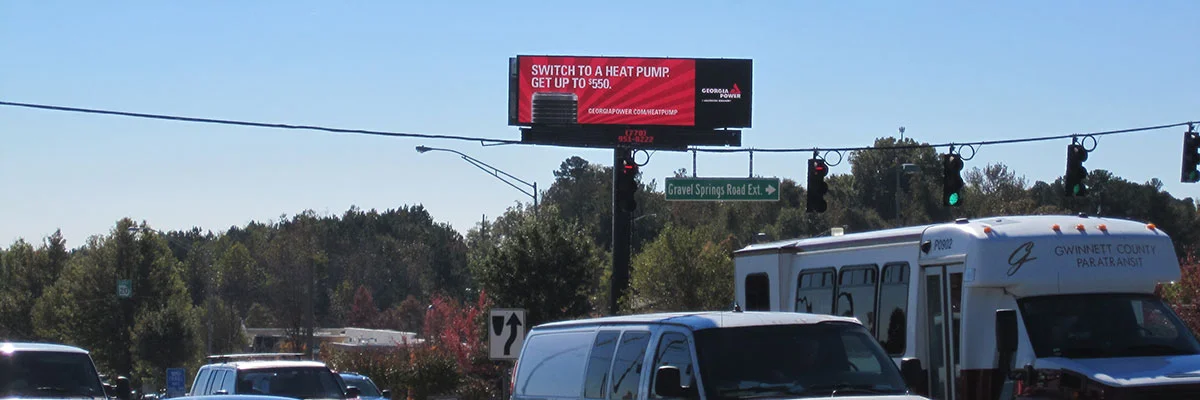 SWITCH TO A HEAT PUMP.
GET UP TO $550.
GEORGIAPOWER.COM/HEATPUMP
GEORGIA
POWER
(770)
Gravel Springs Road Ext.
P0902
G
GWINNETT COUNTY
PARATRANSIT